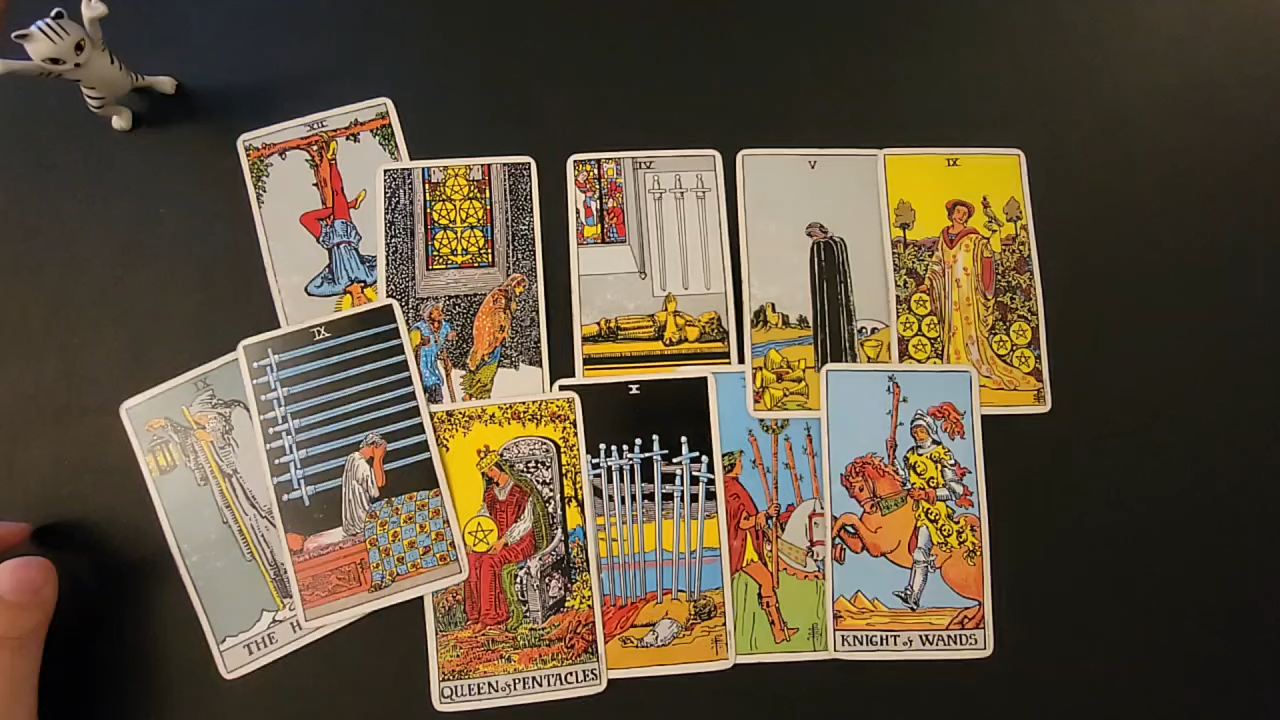 XII
IV
V
IX
IX
IX
X
THE H
QUEEN of PENTACLES
KNIGHT of WANDS